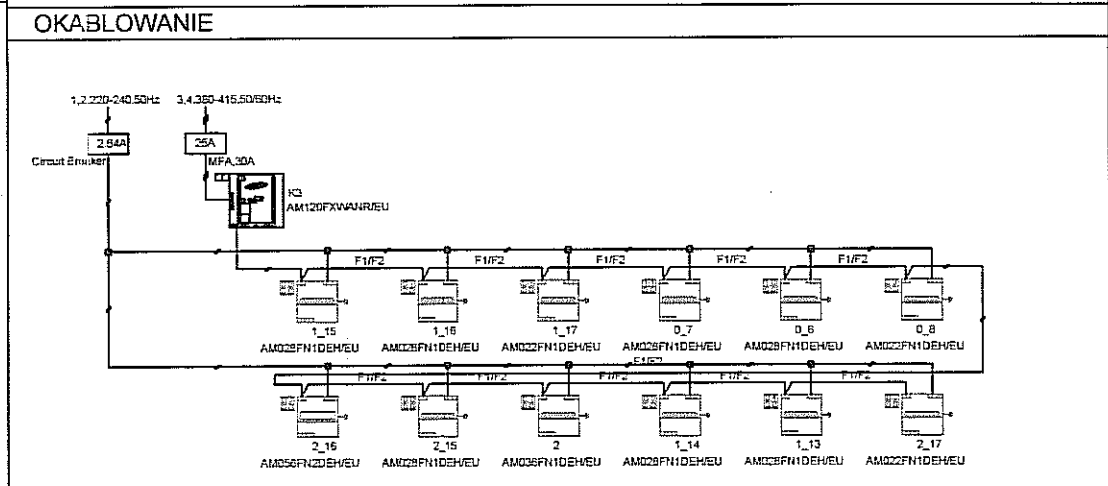 OKABLOWANIE
1,2,220-240,50Hz 3,4,380-415,50/60Hz
2.64A 25A
Circuit Breaker MFA,30A
K3
AM120FXWANR/EU
F1/F2 F1/F2 F1/F2 F1/F2 F1/F2
1_15 1_16 1_17 0_7 0_6 0_8
AM028FN1DEH/EU AM028FN1DEH/EU AM022FN1DEH/EU AM028FN1DEH/EU AM028FN1DEH/EU AM022FN1DEH/EU
F1/F2
F1/F2 F1/F2 F1/F2 F1/F2 F1/F2
2_16 2_15 2 1_14 1_13 2_17
AM056FN2DEH/EU AM028FN1DEH/EU AM036FN1DEH/EU AM028FN1DEH/EU AM028FN1DEH/EU AM022FN1DEH/EU